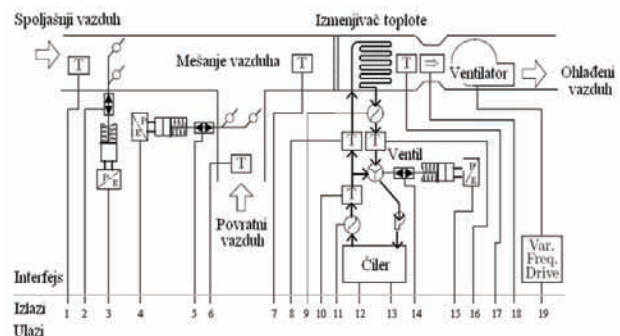 Spoljašnji vazduh
Izmenjivač toplote
T
Mešanje vazduha
T
T
⇒
Ventilator
Ohlađeni vazduh
P
E
T
T
T
Ventil
P
E
P/E
T
Povratni vazduh
Čiler
Var.
Freq.
Drive
Interfejs
1 2 3 4 5 6 7 8 9 10 11 12 13 14 15 16 17 18 19
Izlazi
Ulazi